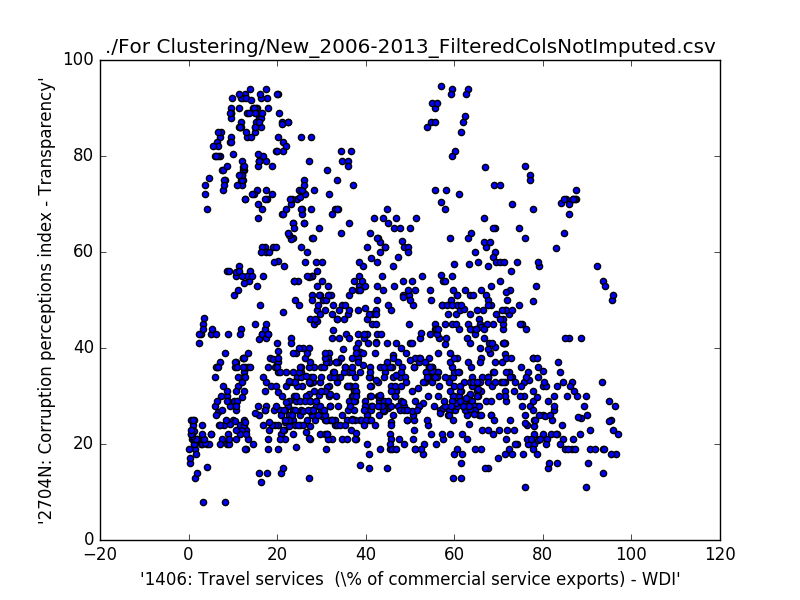 ./For Clustering/New_2006-2013_FilteredColsNotImputed.csv
100
80
60
40
20
0
'2704N: Corruption perceptions index - Transparency'
−20 0 20 40 60 80 100 120
'1406: Travel services  (\% of commercial service exports) - WDI'